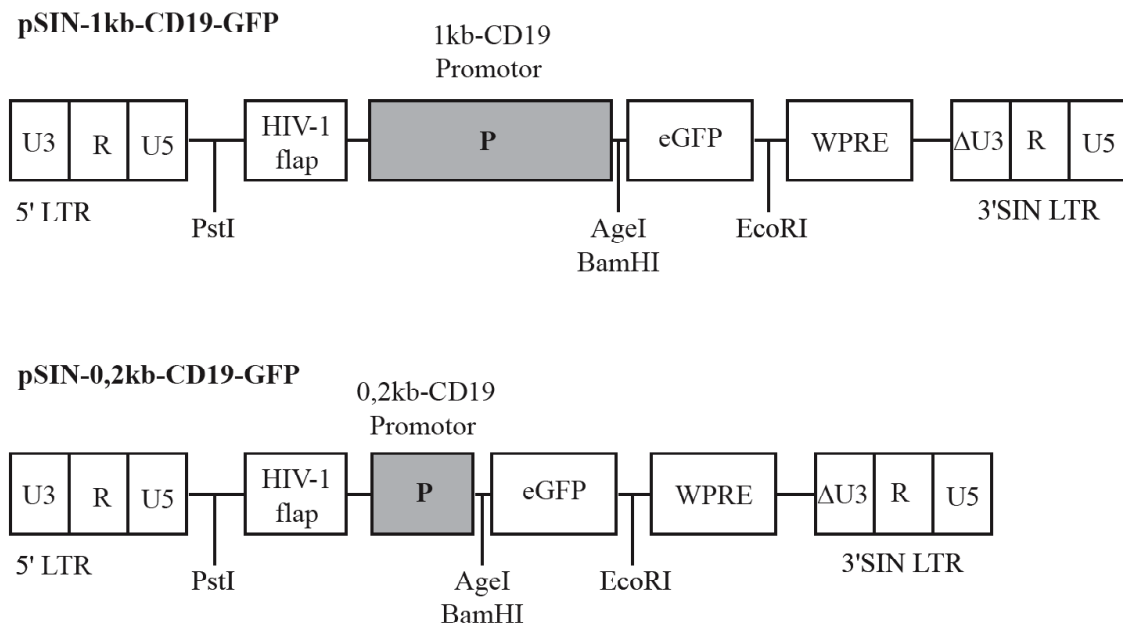 pSIN-1kb-CD19-GFP
1kb-CD19
Promotor
U3 R U5 HIV-1 flap P eGFP WPRE ΔU3 R U5
5' LTR
3'SIN LTR
PstI
AgeI
EcoRI
BamHI
pSIN-0,2kb-CD19-GFP
0,2kb-CD19
Promotor
U3 R U5 HIV-1 flap P eGFP WPRE ΔU3 R U5
5' LTR
3'SIN LTR
PstI
AgeI
EcoRI
BamHI